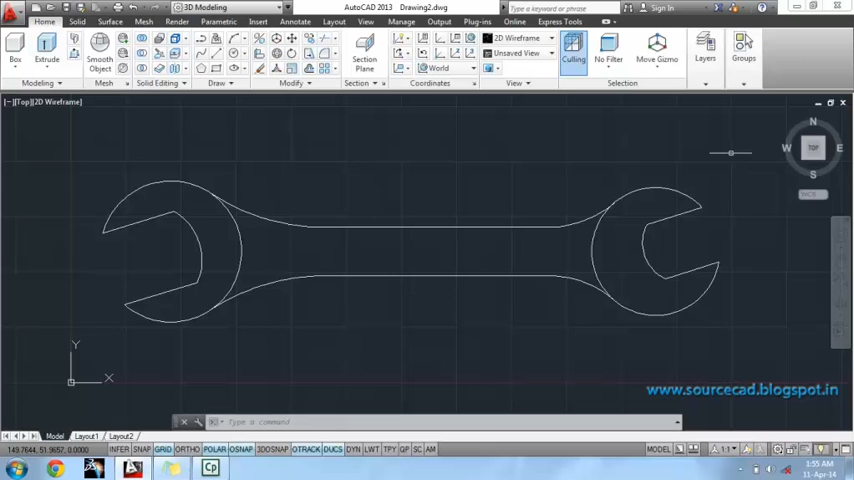 3D Modeling
AutoCAD 2013 Drawing2.dwg
Type a keyword or phrase
Sign In
Home Solid Surface Mesh Render Parametric Insert Annotate Layout View Manage Output Plug-ins Online Express Tools
2D Wireframe
Unsaved View
World
Box
Extrude
Smooth Object
Section Plane
Culling
No Filter
Move Gizmo
Layers
Groups
Modeling Mesh Solid Editing Draw Modify Section Coordinates View Selection
[−][Top][2D Wireframe]
N
W TOP E
S
WCS
Y
X
www.sourcecad.blogspot.in
Type a command
Model Layout1 Layout2
149.7644, 51.9657, 0.0000 INFER SNAP GRID ORTHO POLAR OSNAP 3DOSNAP OTRACK DUCS DYN LWT TPY QP SC AM MODEL 1:1
Cp
1:55 AM
11-Apr-14